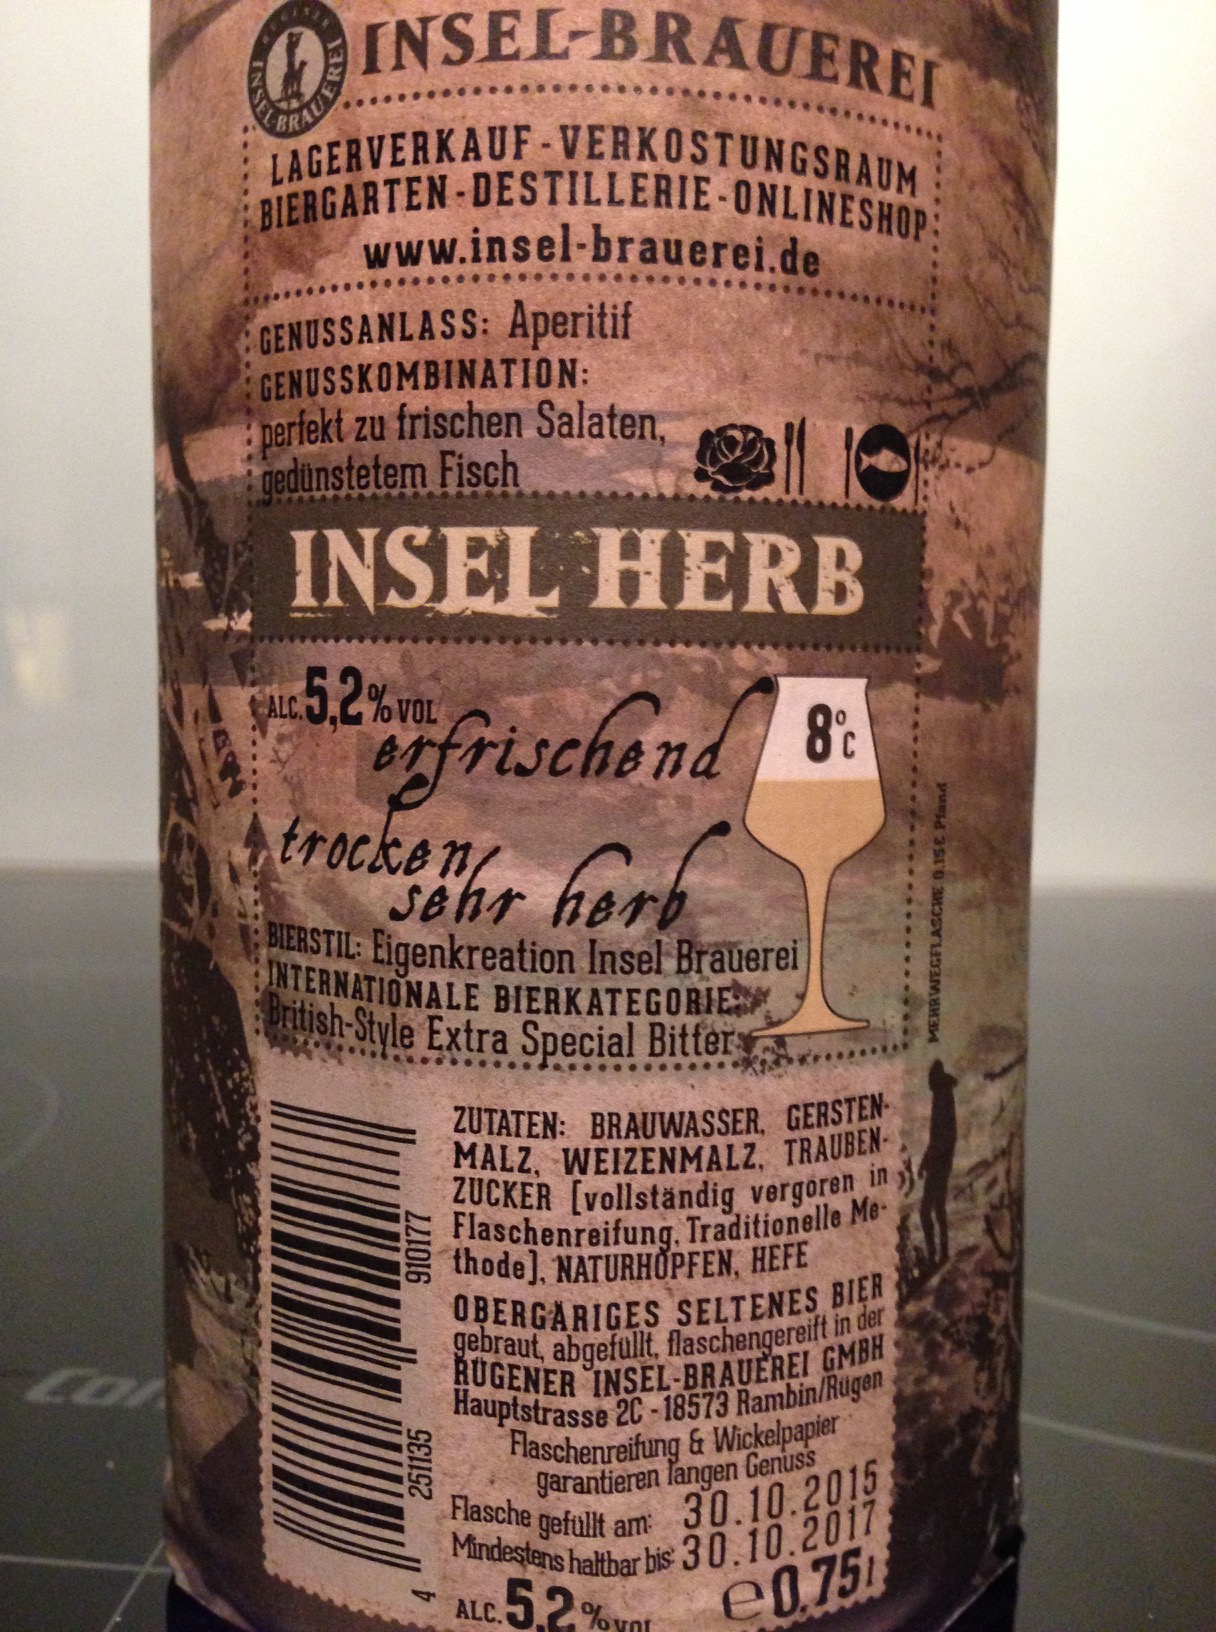 INSEL-BRAUEREI
INSEL-BRAUEREI
LAGERVERKAUF - VERKOSTUNGSRAUM
BIERGARTEN - DESTILLERIE - ONLINESHOP
www.insel-brauerei.de
GENUSSANLASS: Aperitif
GENUSSKOMBINATION:
perfekt zu frischen Salaten,
gedünstetem Fisch
INSEL HERB
ALC. 5,2% VOL
8°C
erfrischend
trocken,
sehr herb
BIERSTIL: Eigenkreation Insel Brauerei
INTERNATIONALE BIERKATEGORIE:
British-Style Extra Special Bitter
MEHRWEGFLASCHE 0.15€ Pfand
ZUTATEN: BRAUWASSER, GERSTEN-
MALZ, WEIZENMALZ, TRAUBEN-
ZUCKER [vollständig vergoren in
Flaschenreifung, Traditionelle Me-
thode], NATURHOPFEN, HEFE
OBERGÄRIGES SELTENES BIER
gebraut, abgefüllt, flaschengereift in der
RÜGENER INSEL-BRAUEREI GMBH
Hauptstrasse 2C - 18573 Rambin/Rügen
Flaschenreifung & Wickelpapier
garantieren langen Genuss
Flasche gefüllt am: 30.10.2015
Mindestens haltbar bis: 30.10.2017
ALC. 5,2% VOL
e 0,75l
4 251135 910177